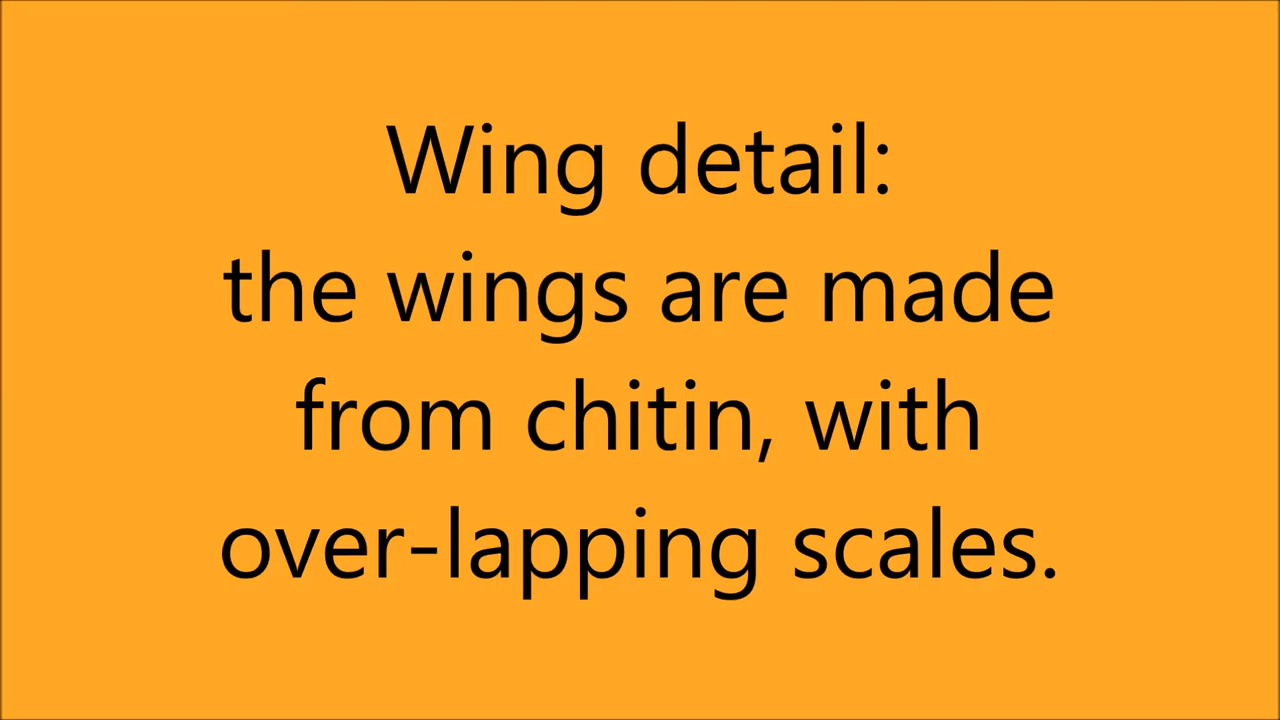 Wing detail:
the wings are made
from chitin, with
over-lapping scales.